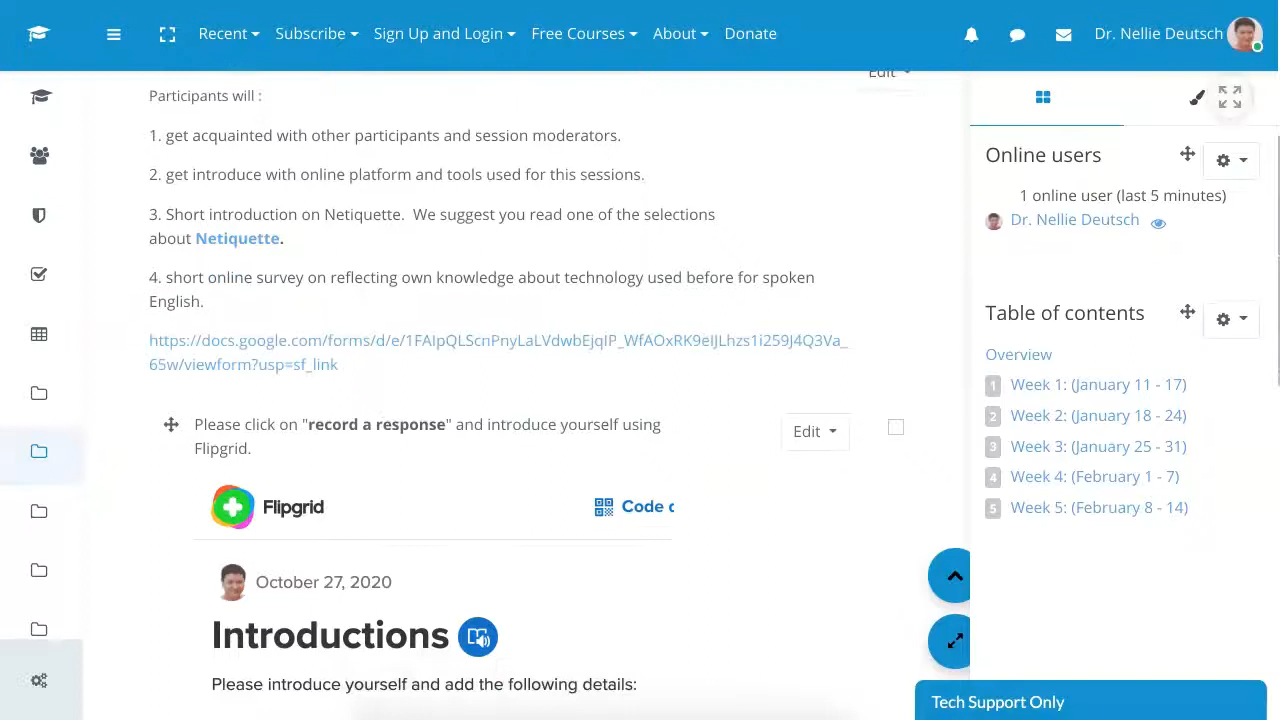 Recent
Subscribe
Sign Up and Login
Free Courses
About
Donate
Dr. Nellie Deutsch
Edit
Participants will :
1. get acquainted with other participants and session moderators.
2. get introduce with online platform and tools used for this sessions.
3. Short introduction on Netiquette. We suggest you read one of the selections
about Netiquette.
4. short online survey on reflecting own knowledge about technology used before for spoken
English.
https://docs.google.com/forms/d/e/1FAIpQLScnPnyLaLVdwbEjqIP_WfAOxRK9eIJLhzs1i259J4Q3Va_
65w/viewform?usp=sf_link
Please click on "record a response" and introduce yourself using
Flipgrid.
Edit
Flipgrid
Code
October 27, 2020
Introductions
Please introduce yourself and add the following details:
Online users
1 online user (last 5 minutes)
Dr. Nellie Deutsch
Table of contents
Overview
1 Week 1: (January 11 - 17)
2 Week 2: (January 18 - 24)
3 Week 3: (January 25 - 31)
4 Week 4: (February 1 - 7)
5 Week 5: (February 8 - 14)
Tech Support Only